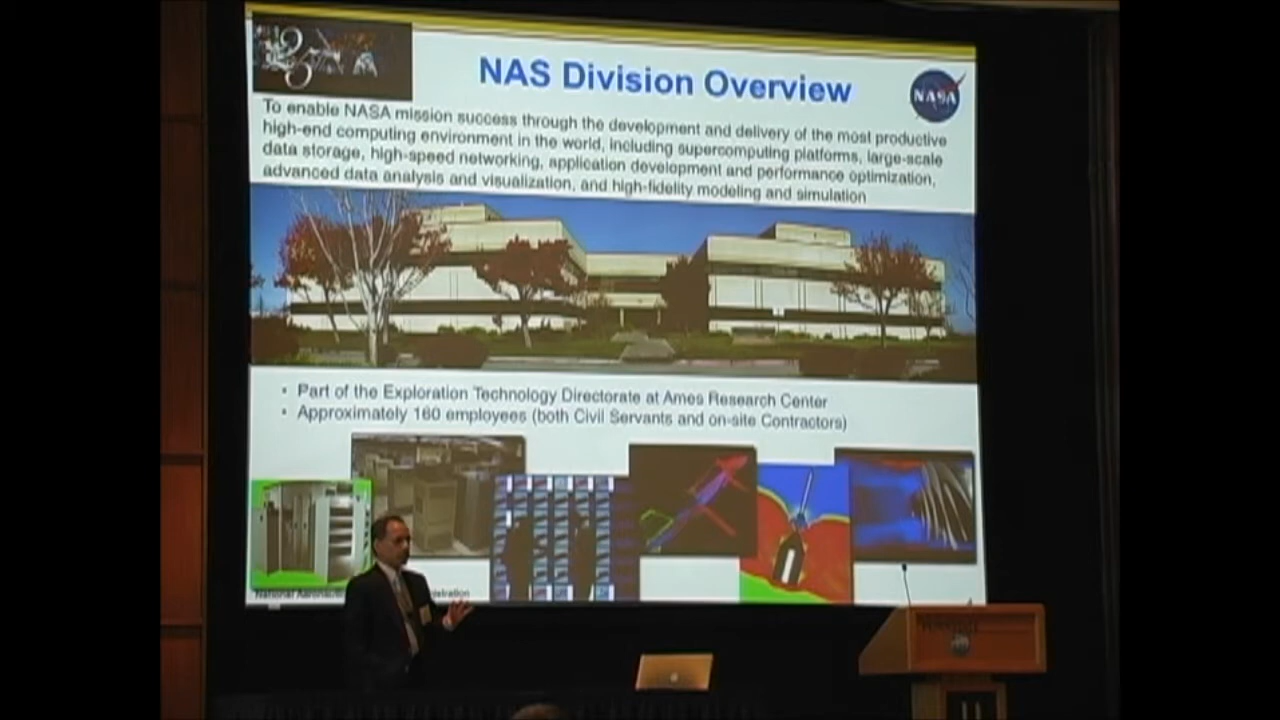 25
NAS Division Overview
NASA
To enable NASA mission success through the development and delivery of the most productive
high-end computing environment in the world, including supercomputing platforms, large-scale
data storage, high-speed networking, application development and performance optimization,
advanced data analysis and visualization, and high-fidelity modeling and simulation
• Part of the Exploration Technology Directorate at Ames Research Center
• Approximately 160 employees (both Civil Servants and on-site Contractors)
National
4